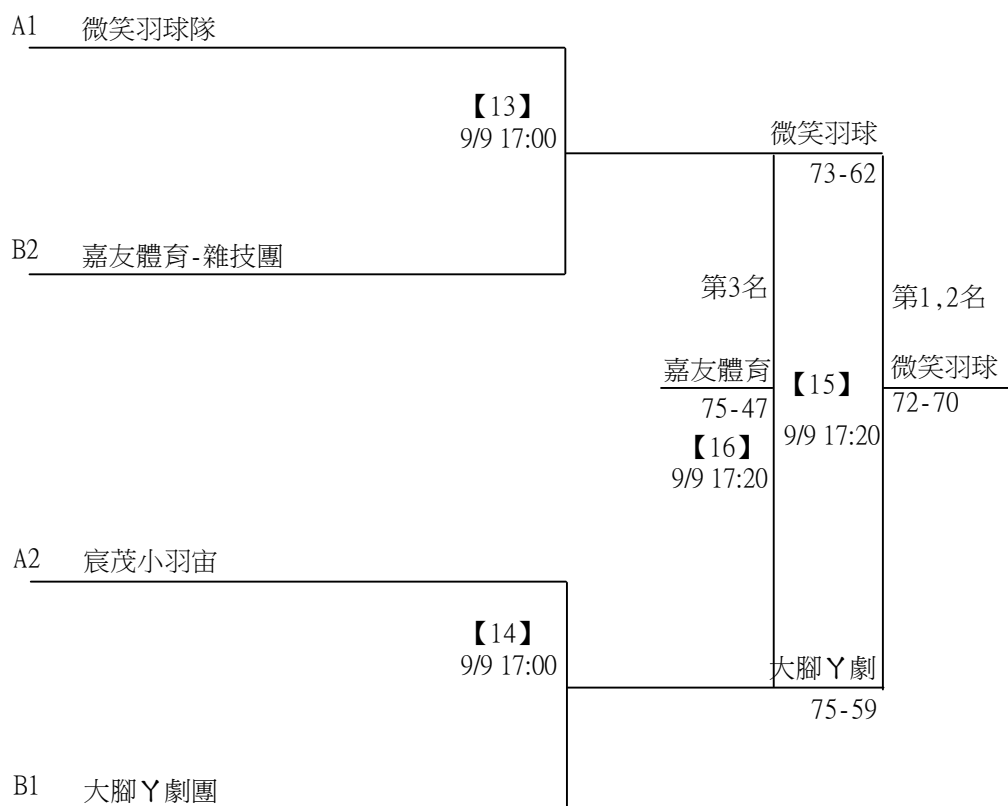 A1 微笑羽球隊
【13】
9/9 17:00
微笑羽球
73-62
B2 嘉友體育-雜技團
第3名
第1,2名
嘉友體育
75-47
【16】
9/9 17:20
【15】
9/9 17:20
微笑羽球
72-70
A2 宸茂小羽宙
【14】
9/9 17:00
大腳丫劇
75-59
B1 大腳丫劇團